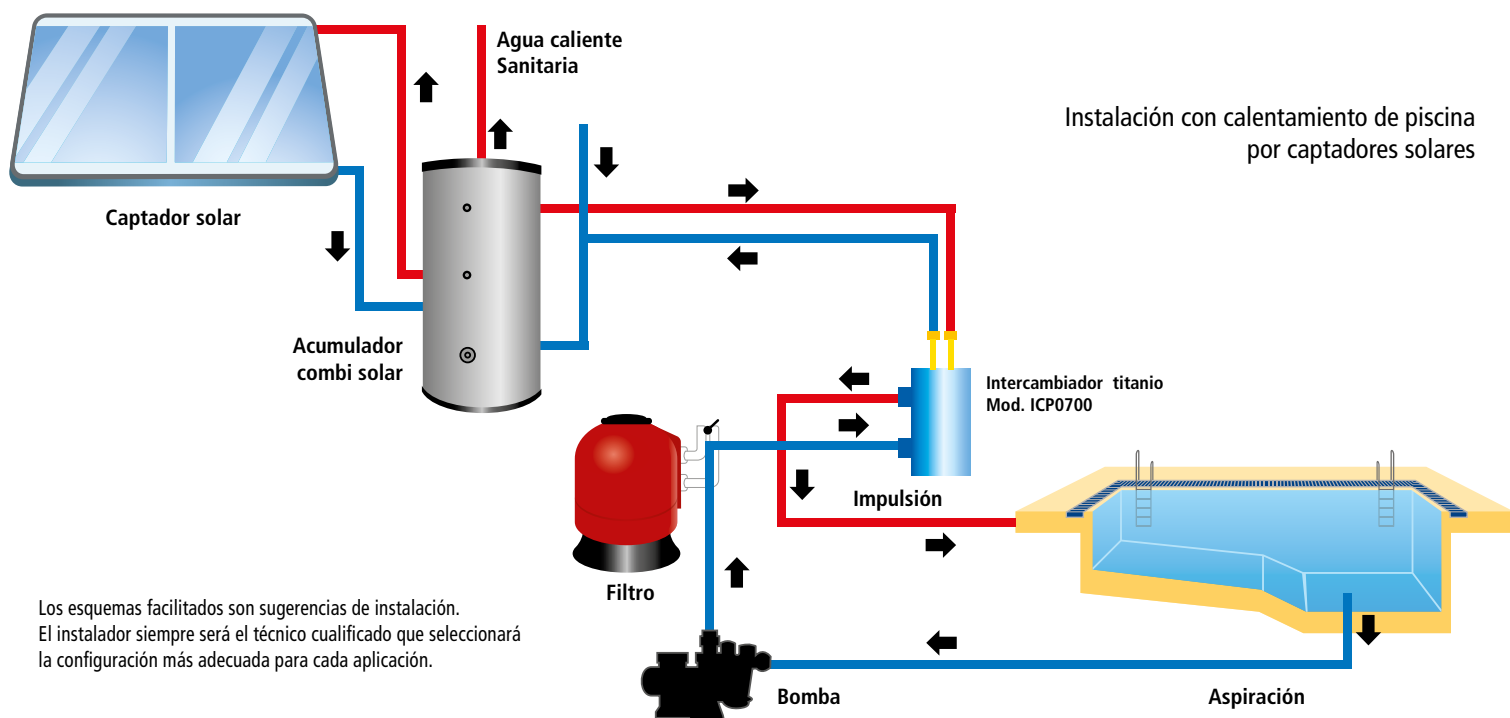 Agua caliente
Sanitaria
Instalación con calentamiento de piscina
por captadores solares
Captador solar
Acumulador
combi solar
Intercambiador titanio
Mod. ICP0700
Impulsión
Filtro
Los esquemas facilitados son sugerencias de instalación.
El instalador siempre será el técnico cualificado que seleccionará
la configuración más adecuada para cada aplicación.
Bomba
Aspiración